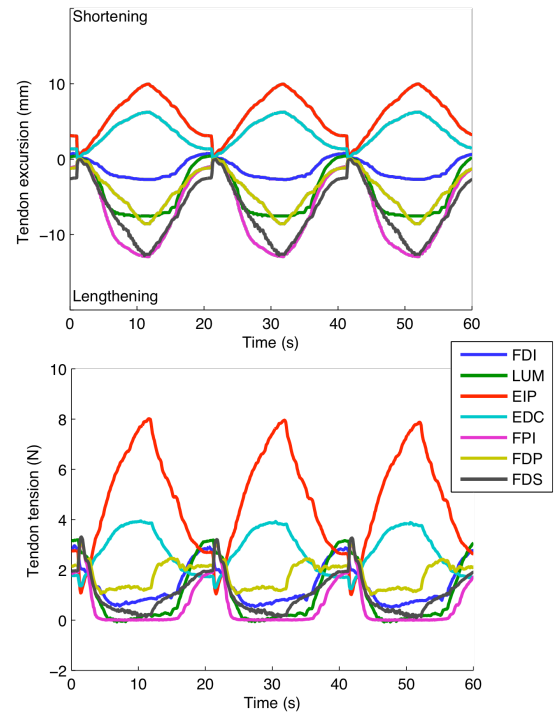 Shortening
10
0
−10
Tendon excursion (mm)
Lengthening
0 10 20 30 40 50 60
Time (s)
10
8
6
4
2
0
−2
Tendon tension (N)
FDI
LUM
EIP
EDC
FPI
FDP
FDS
0 10 20 30 40 50 60
Time (s)